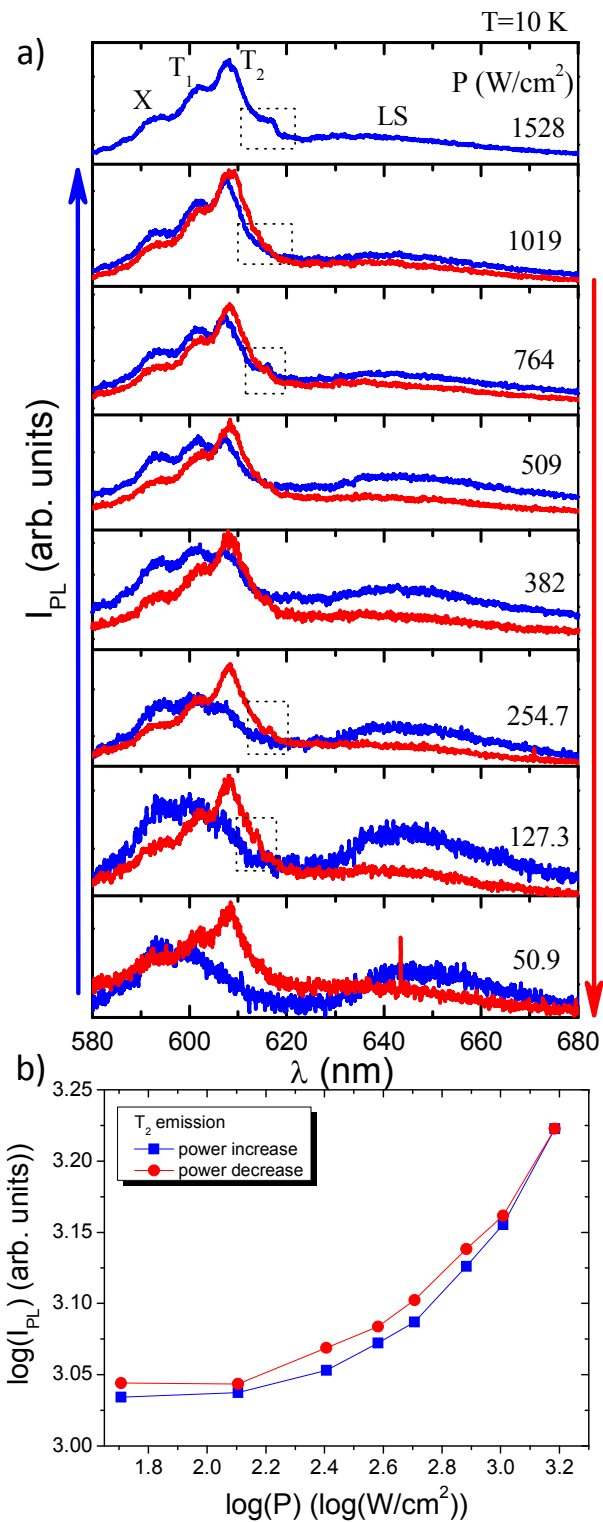 T=10 K
a)
X T₁ T₂ P (W/cm²)
LS
1528
1019
764
509
382
254.7
127.3
50.9
I_PL (arb. units)
580 600 620 640 660 680
λ (nm)
b)
3.25
3.20
3.15
3.10
3.05
3.00
T₂ emission
power increase
power decrease
log(I_PL) (arb. units))
1.8 2.0 2.2 2.4 2.6 2.8 3.0 3.2
log(P) (log(W/cm²))